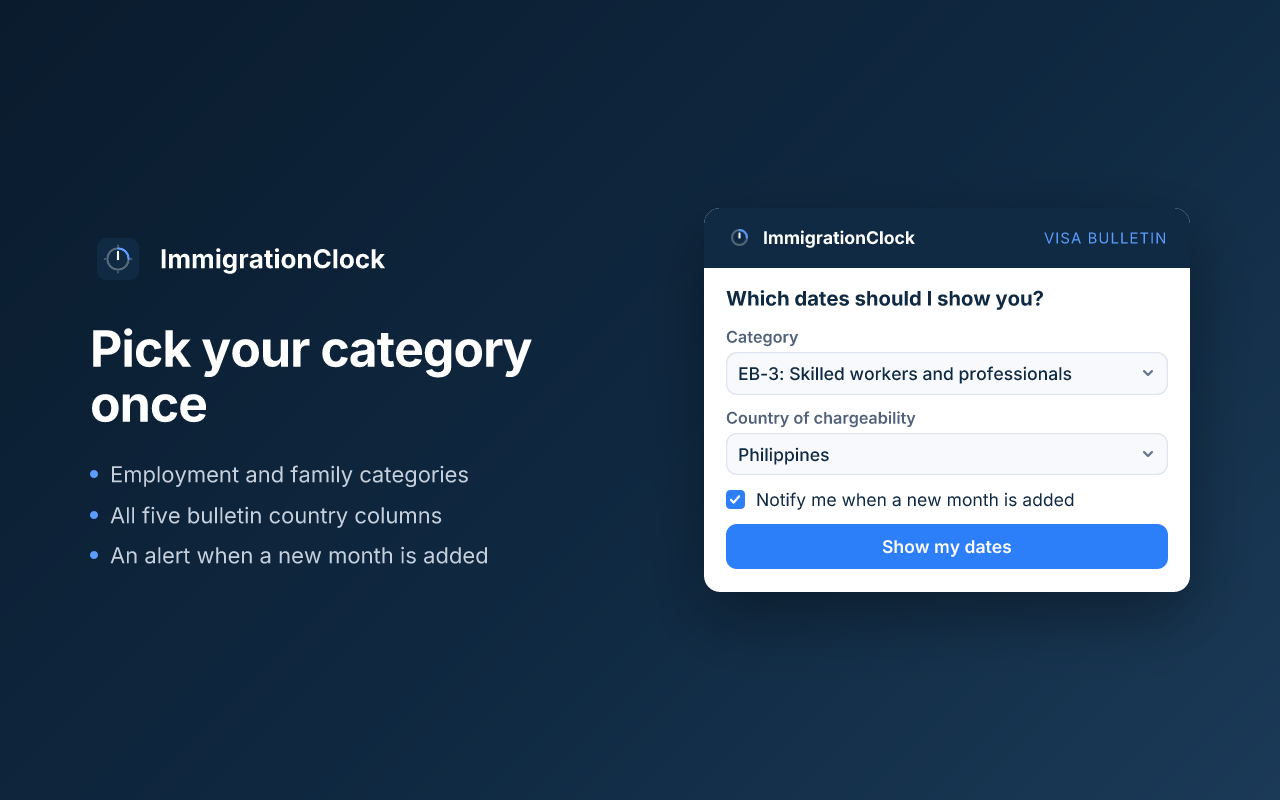 ImmigrationClock
Pick your category
once
Employment and family categories
All five bulletin country columns
An alert when a new month is added
ImmigrationClock
VISA BULLETIN
Which dates should I show you?
Category
EB-3: Skilled workers and professionals
Country of chargeability
Philippines
Notify me when a new month is added
Show my dates